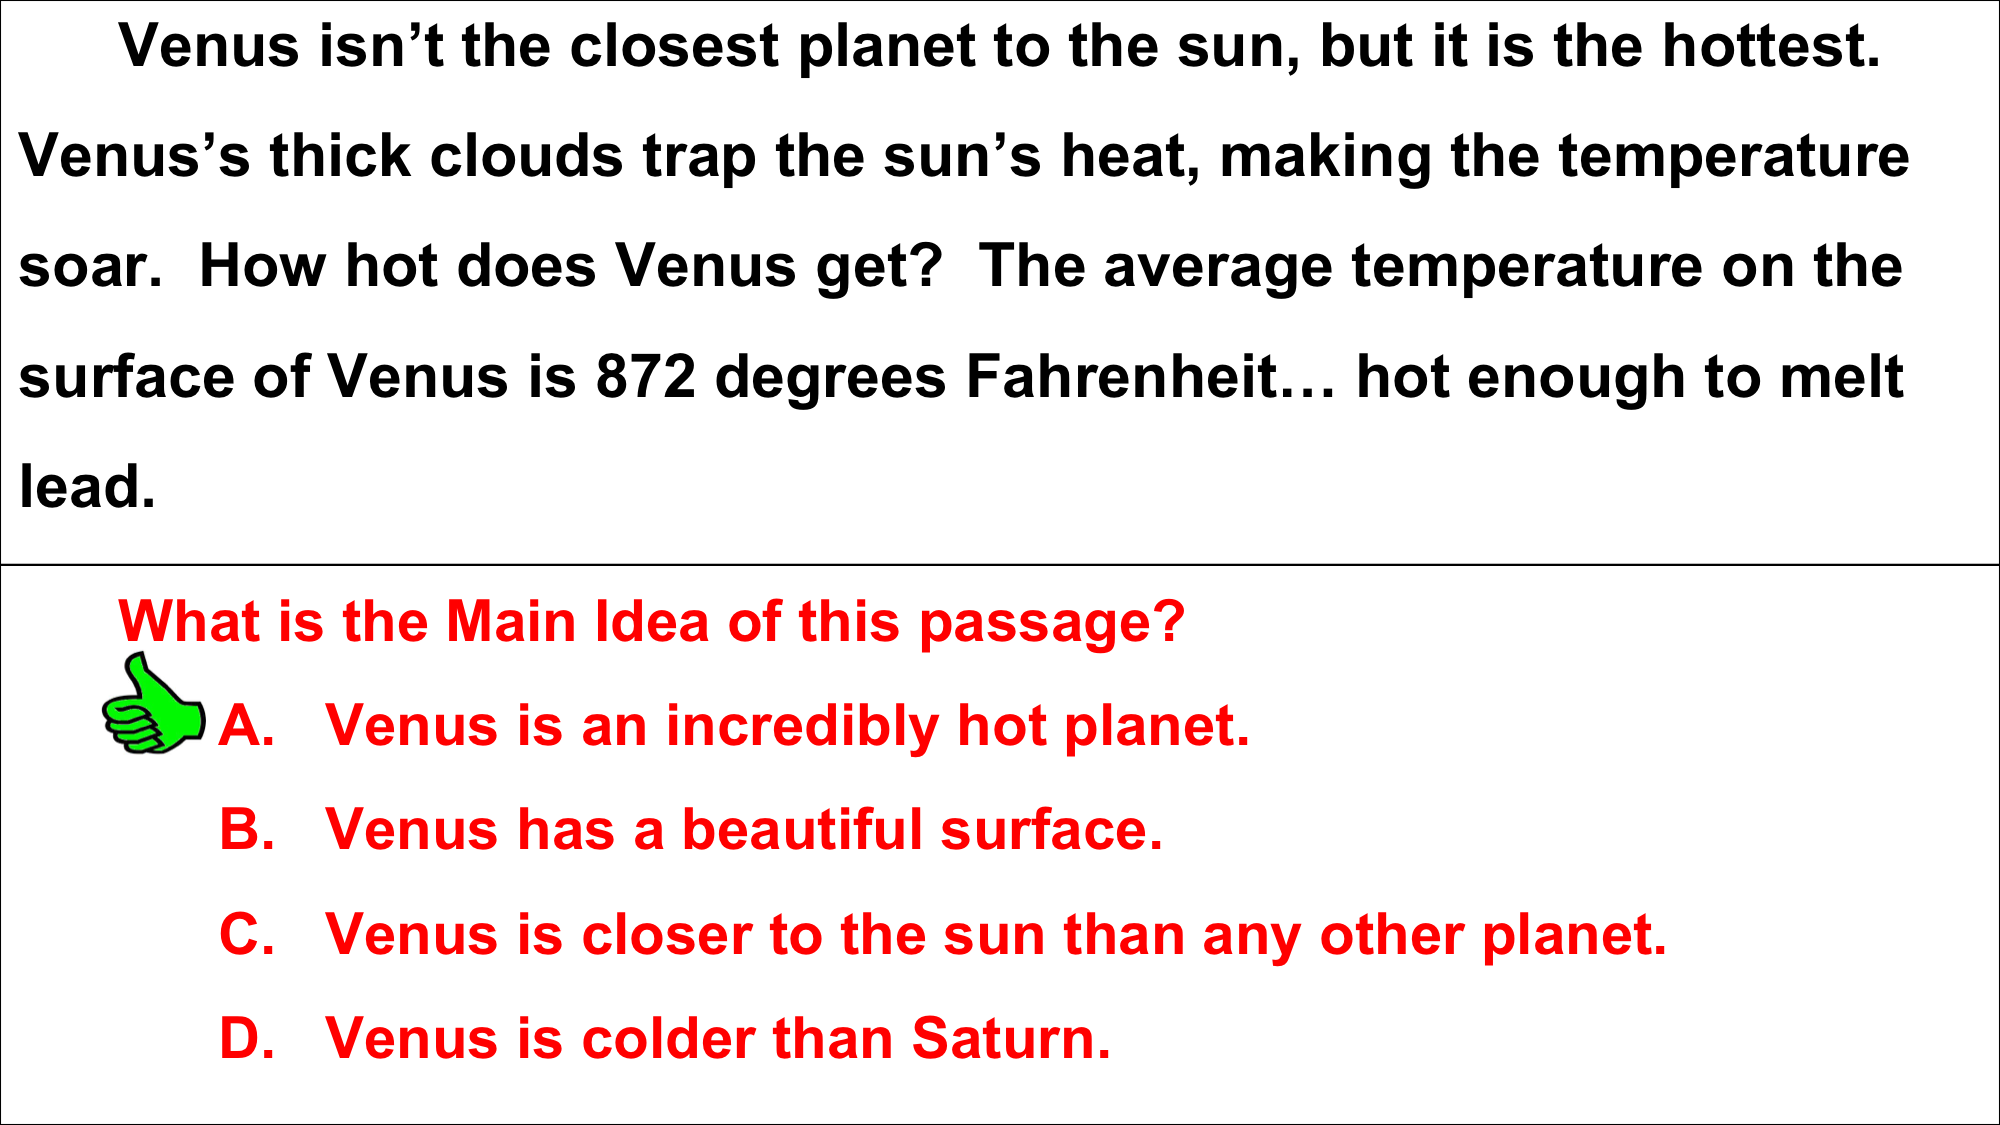 Venus isn’t the closest planet to the sun, but it is the hottest.
Venus’s thick clouds trap the sun’s heat, making the temperature
soar.  How hot does Venus get?  The average temperature on the
surface of Venus is 872 degrees Fahrenheit… hot enough to melt
lead.
What is the Main Idea of this passage?
A. Venus is an incredibly hot planet.
B. Venus has a beautiful surface.
C. Venus is closer to the sun than any other planet.
D. Venus is colder than Saturn.